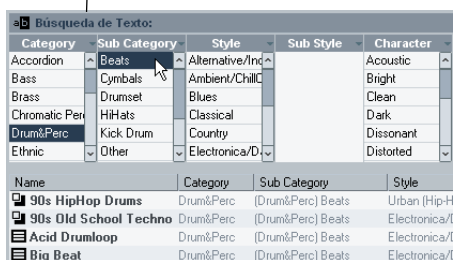 Búsqueda de Texto:
Category Sub Category Style Sub Style Character
Accordion Beats Alternative/Ind Acoustic
Bass Cymbals Ambient/ChillO Bright
Brass Drumset Blues Clean
Chromatic Per HiHats Classical Dark
Drum&Perc Kick Drum Country Dissonant
Ethnic Other Electronica/D Distorted
Name Category Sub Category Style
90s HipHop Drums Drum&Perc (Drum&Perc) Beats Urban (Hip-H
90s Old School Techno Drum&Perc (Drum&Perc) Beats Electronica/D
Acid Drumloop Drum&Perc (Drum&Perc) Beats Electronica/D
Big Beat Drum&Perc (Drum&Perc) Beats Electronica/D